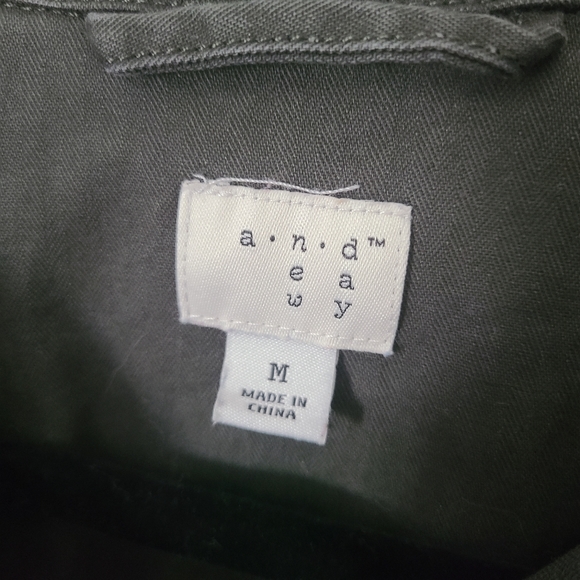 a · n · d™
e a
w y
M
MADE IN
CHINA